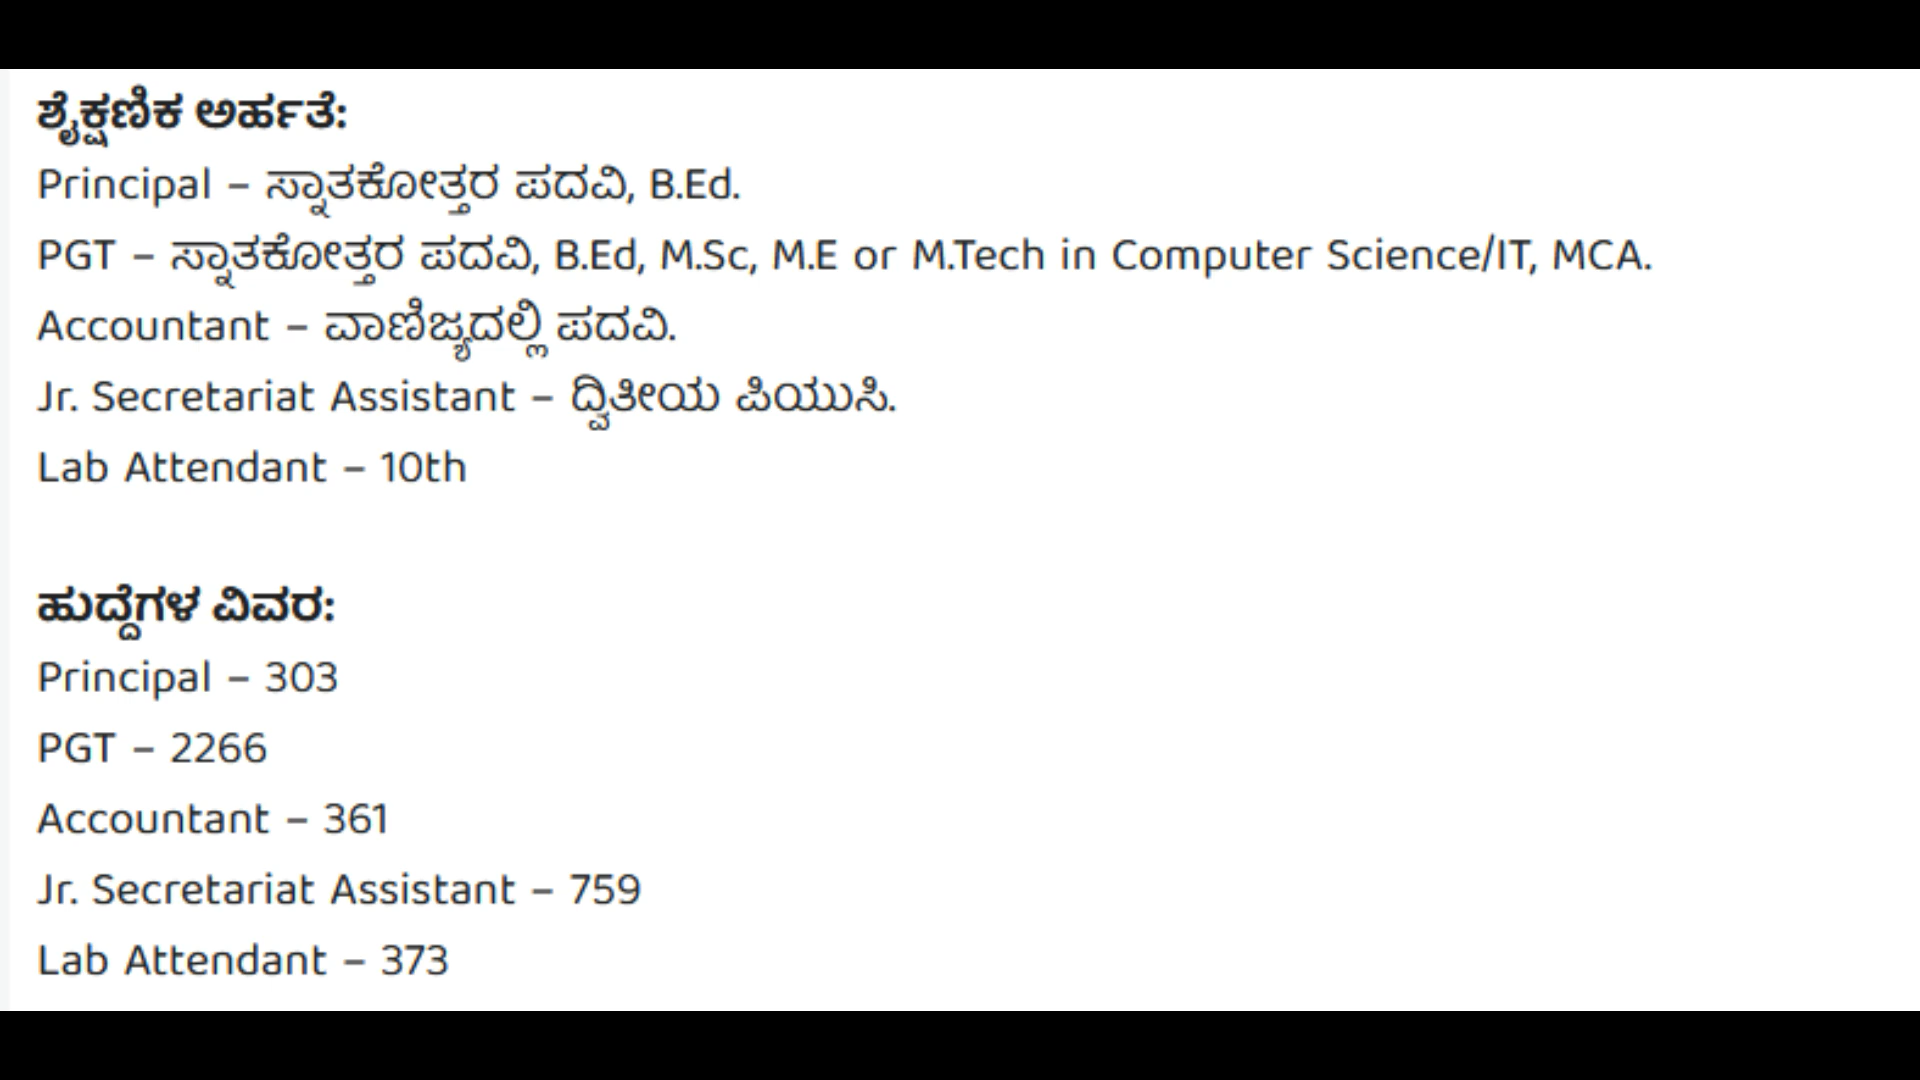 ಶೈಕ್ಷಣಿಕ ಅರ್ಹತೆ:
Principal – ಸ್ನಾತಕೋತ್ತರ ಪದವಿ, B.Ed.
PGT – ಸ್ನಾತಕೋತ್ತರ ಪದವಿ, B.Ed, M.Sc, M.E or M.Tech in Computer Science/IT, MCA.
Accountant – ವಾಣಿಜ್ಯದಲ್ಲಿ ಪದವಿ.
Jr. Secretariat Assistant – ದ್ವಿತೀಯ ಪಿಯುಸಿ.
Lab Attendant – 10th
ಹುದ್ದೆಗಳ ವಿವರ:
Principal – 303
PGT – 2266
Accountant – 361
Jr. Secretariat Assistant – 759
Lab Attendant – 373